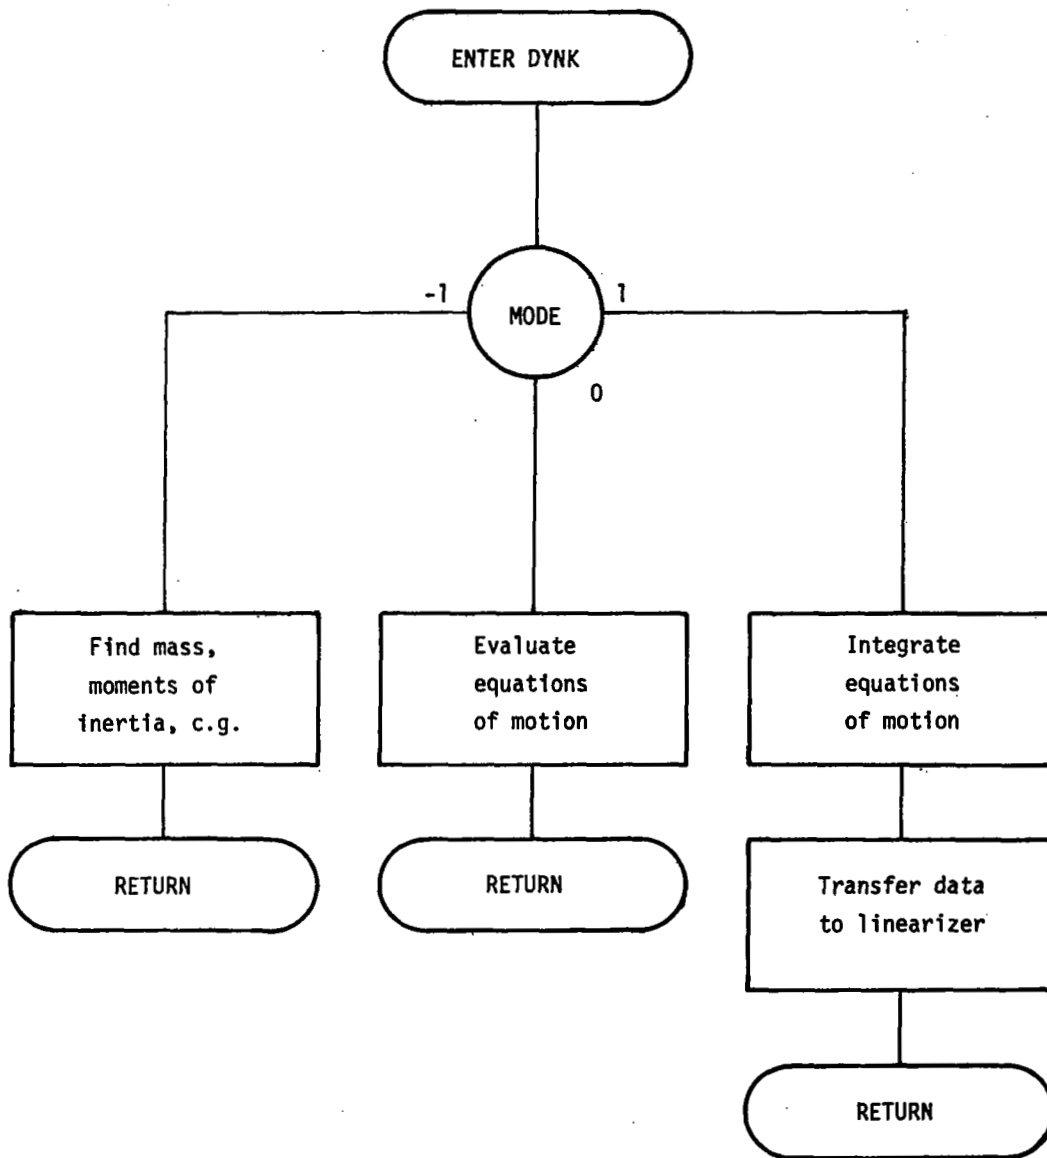 ENTER DYNK
-1
1
MODE
0
Find mass,
moments of
inertia, c.g.
Evaluate
equations
of motion
Integrate
equations
of motion
RETURN
RETURN
Transfer data
to linearizer
RETURN